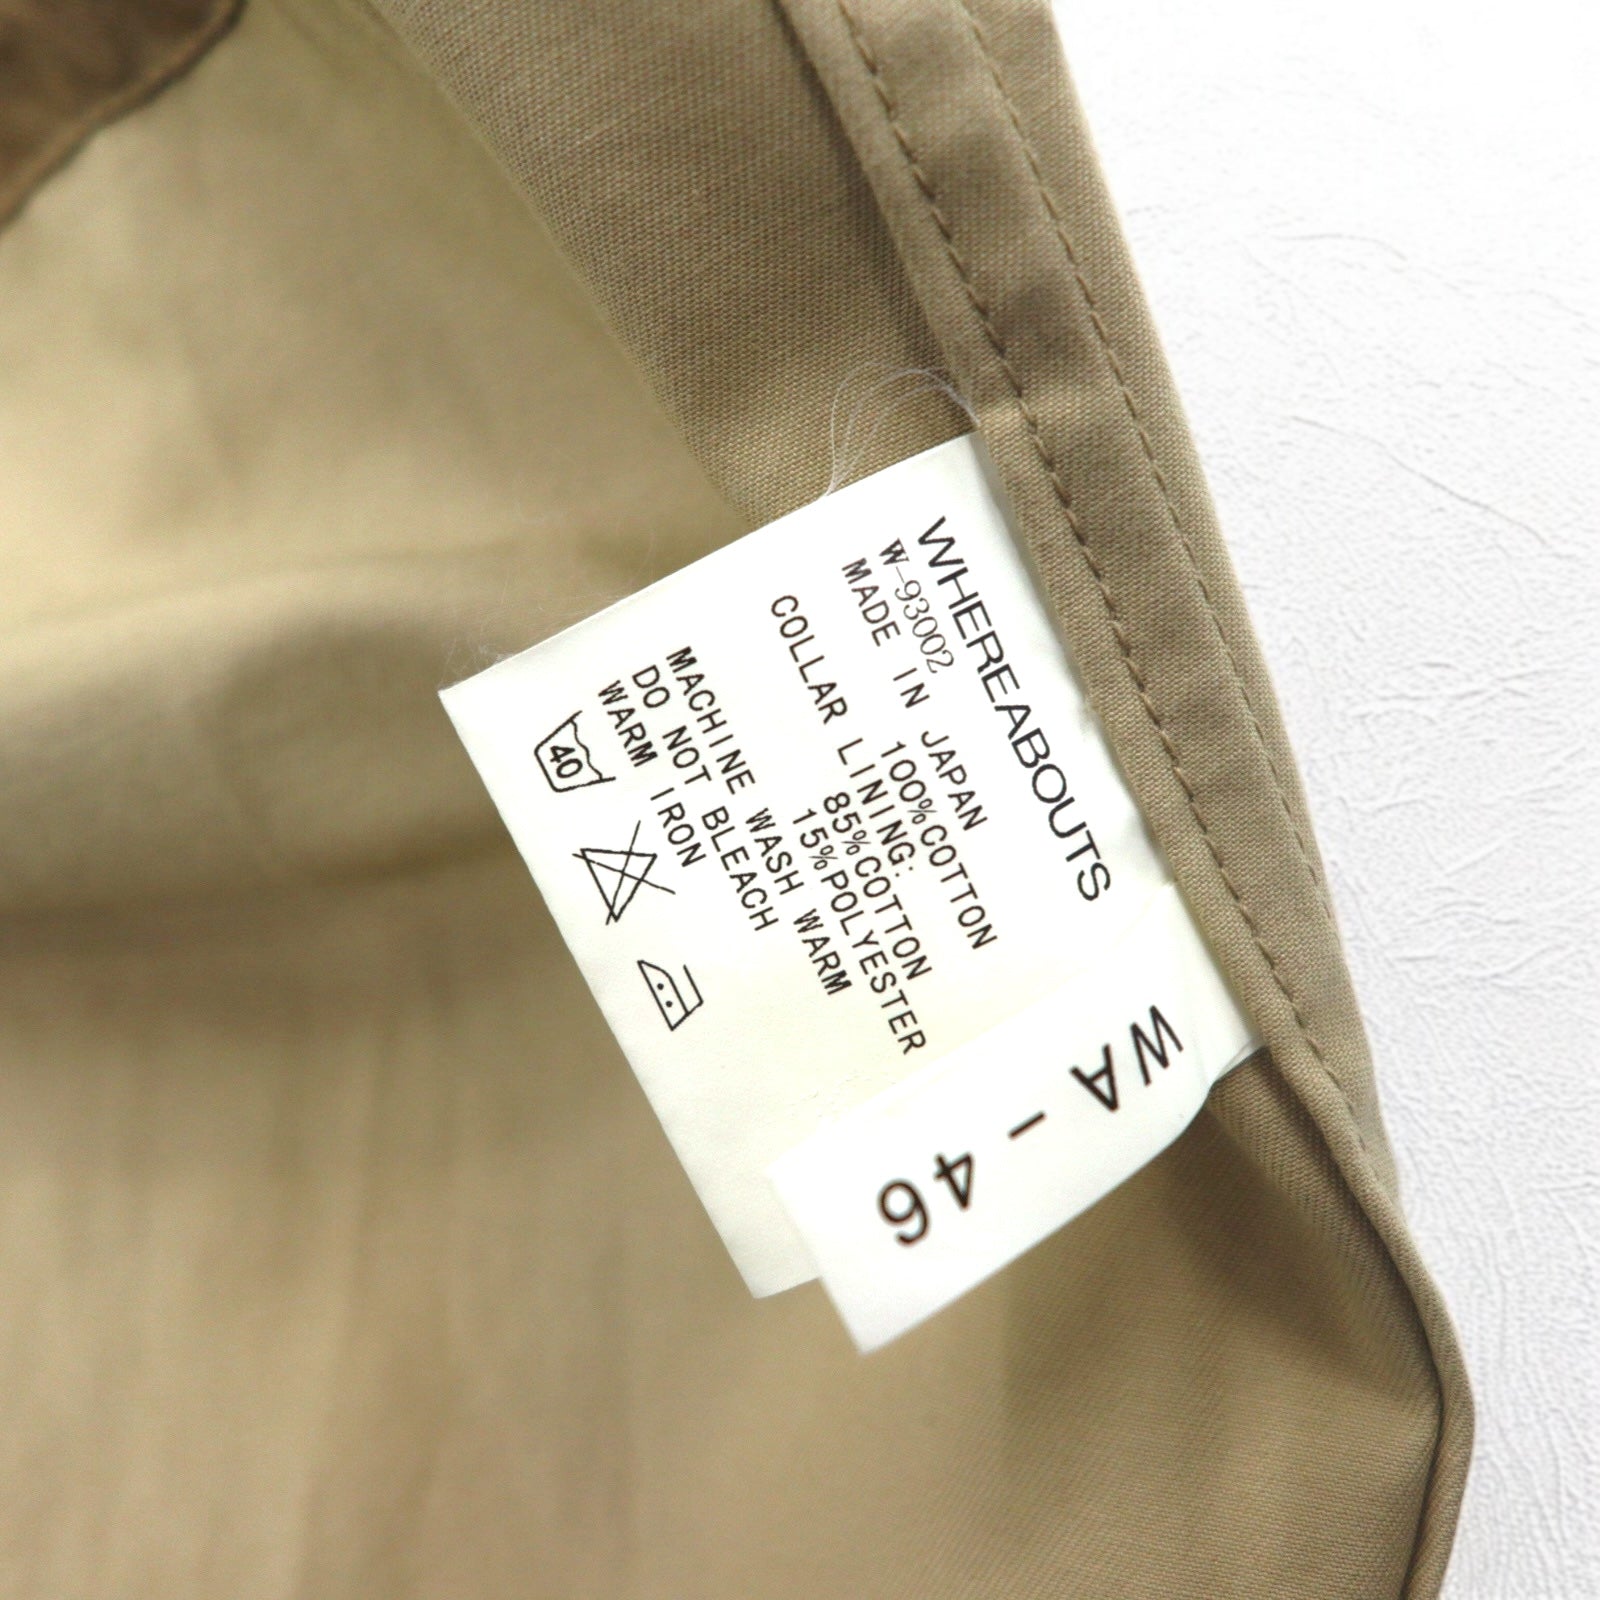 WHEREABOUTS
W-93002
MADE IN JAPAN
100%COTTON
COLLAR LINING:
85%COTTON
15%POLYESTER
MACHINE WASH WARM
DO NOT BLEACH
WARM IRON
40
WA - 46